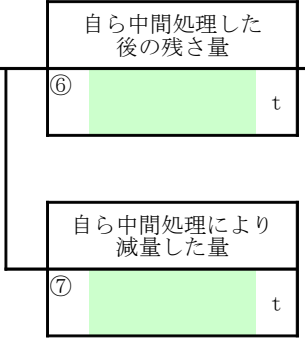 自ら中間処理した
後の残さ量
⑥
t
自ら中間処理により
減量した量
⑦
t